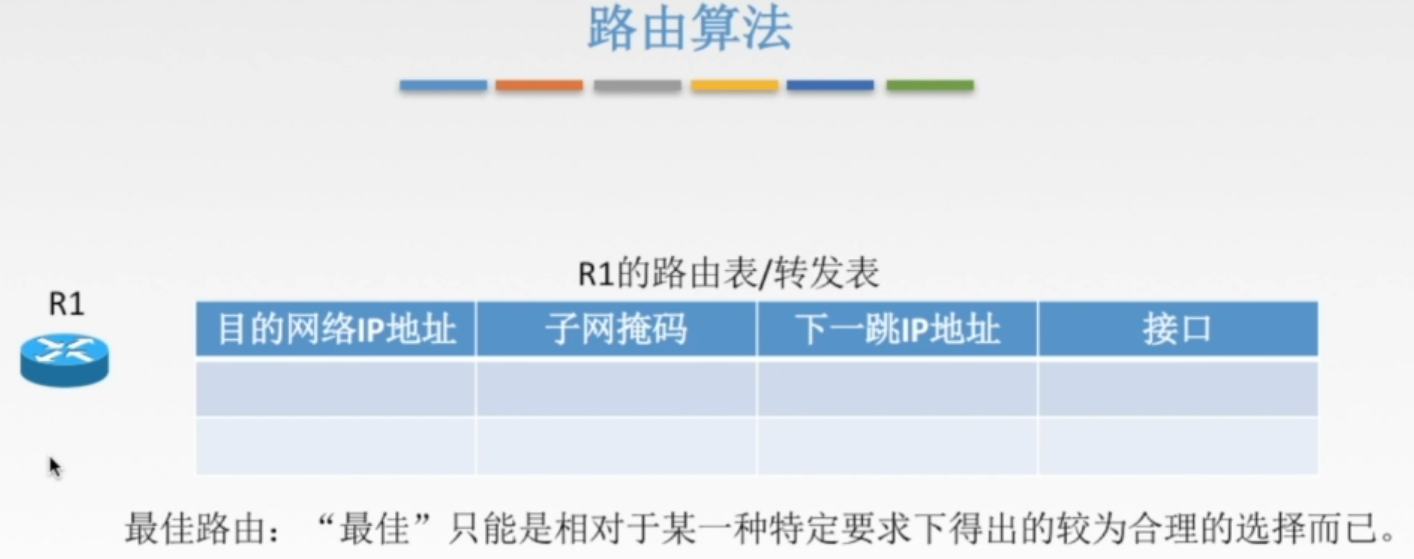 路由算法
R1的路由表/转发表
R1
目的网络IP地址 子网掩码 下一跳IP地址 接口
最佳路由：“最佳”只能是相对于某一种特定要求下得出的较为合理的选择而已。